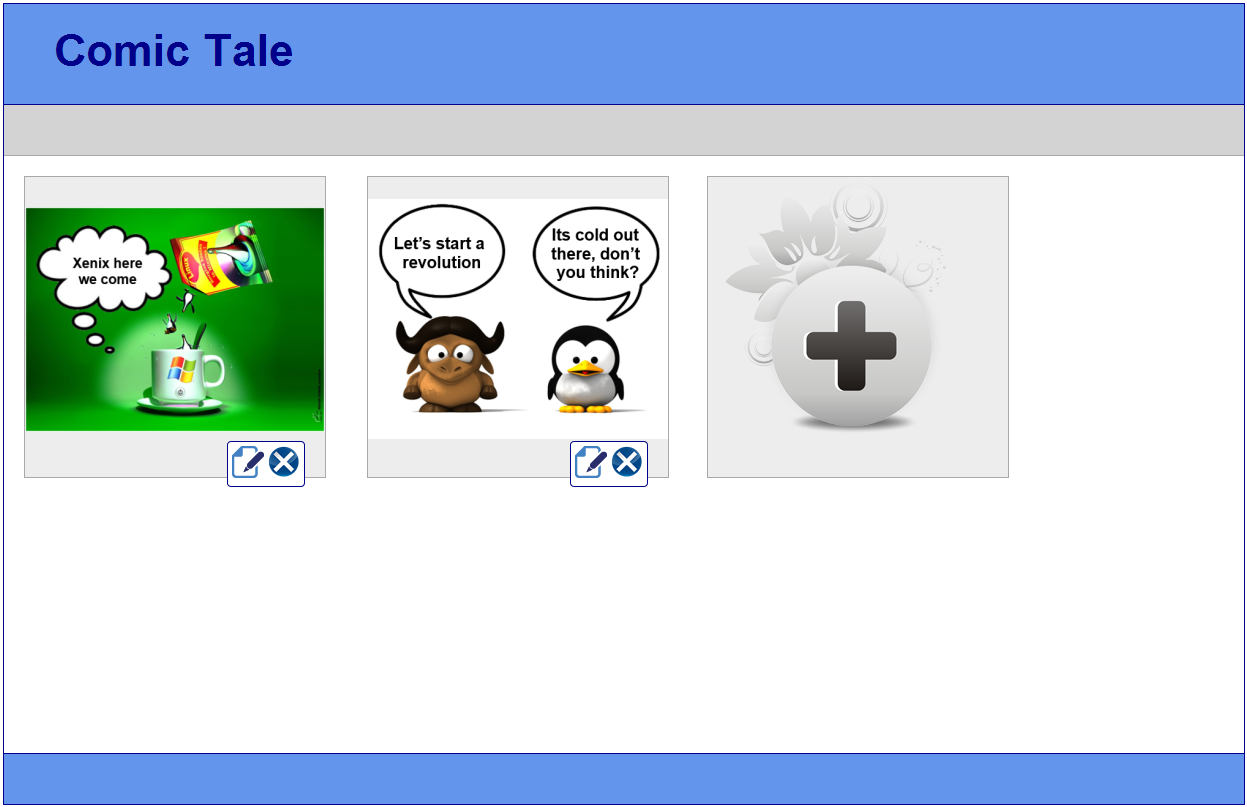 Comic Tale
Xenix here
we come
Let's start a
revolution
Its cold out
there, don't
you think?